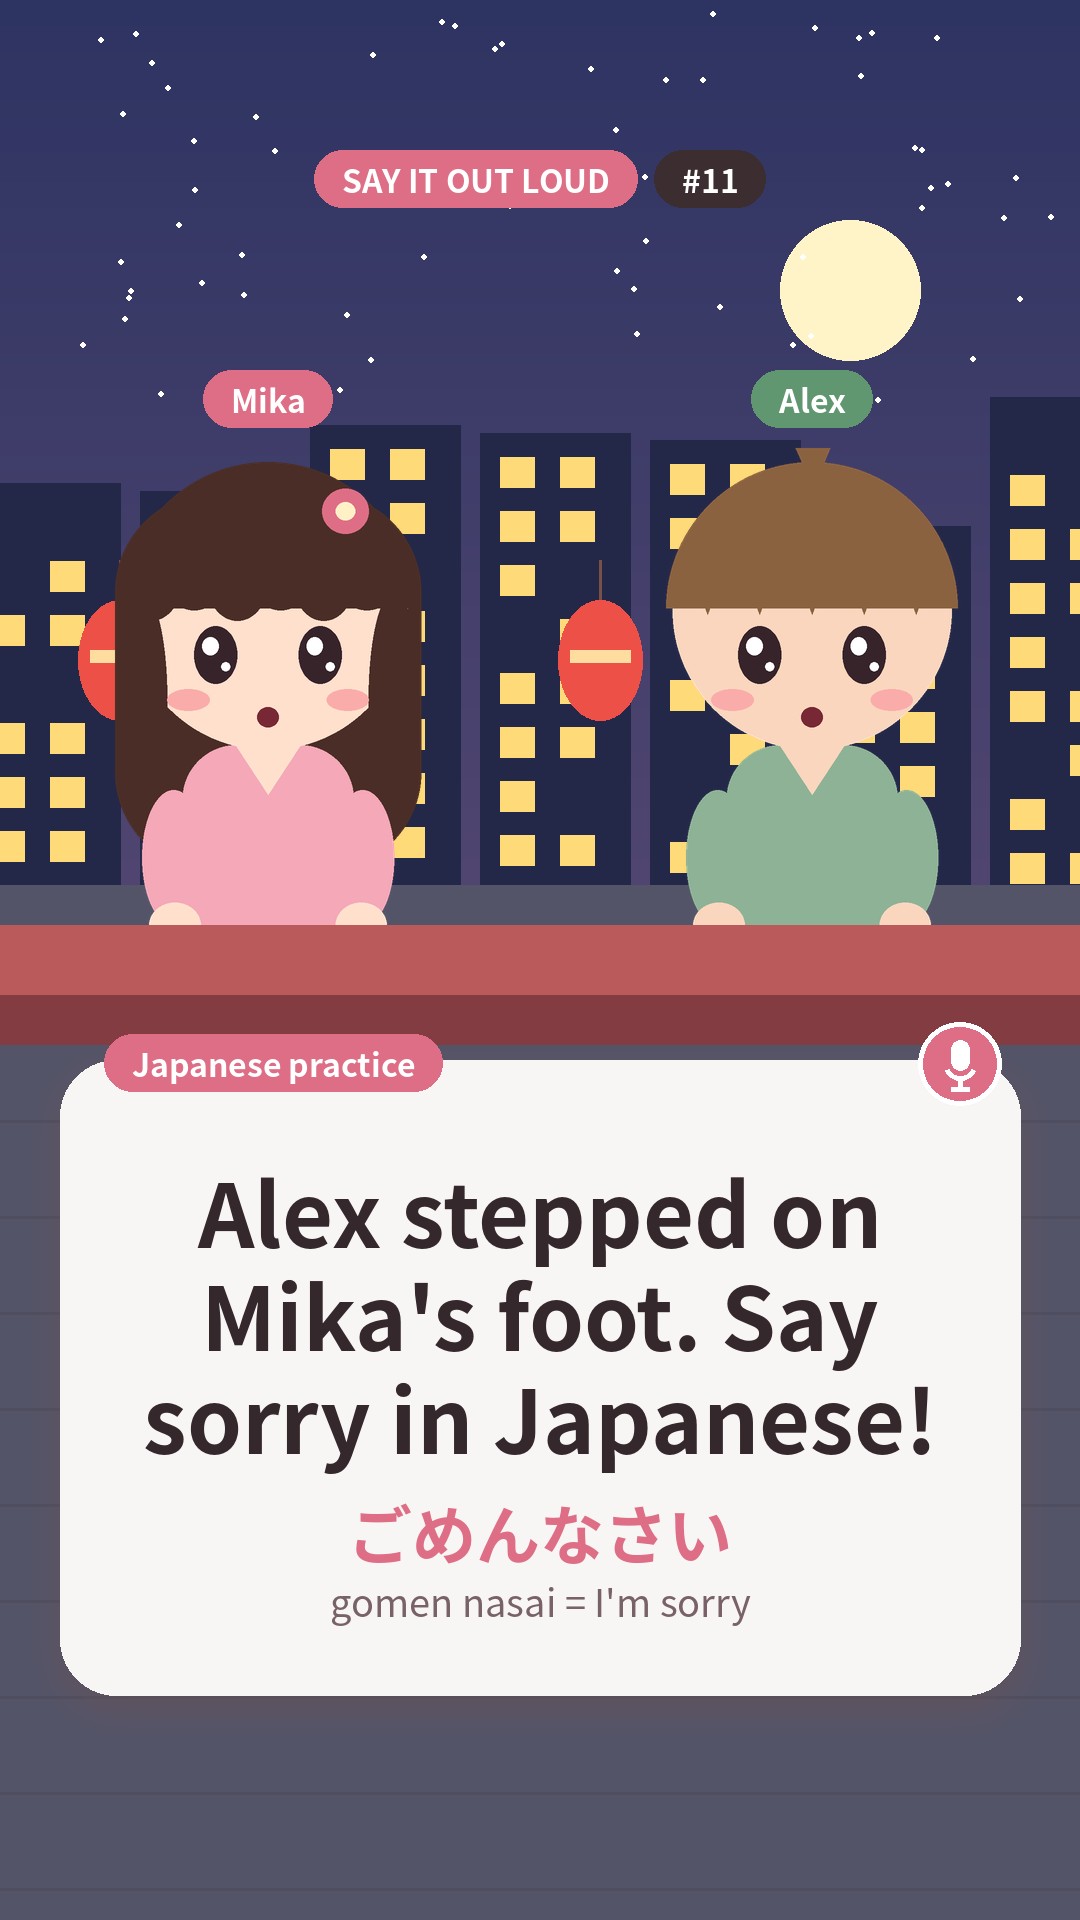 SAY IT OUT LOUD #11
Mika
Alex
Japanese practice
Alex stepped on
Mika's foot. Say
sorry in Japanese!
ごめんなさい
gomen nasai = I'm sorry